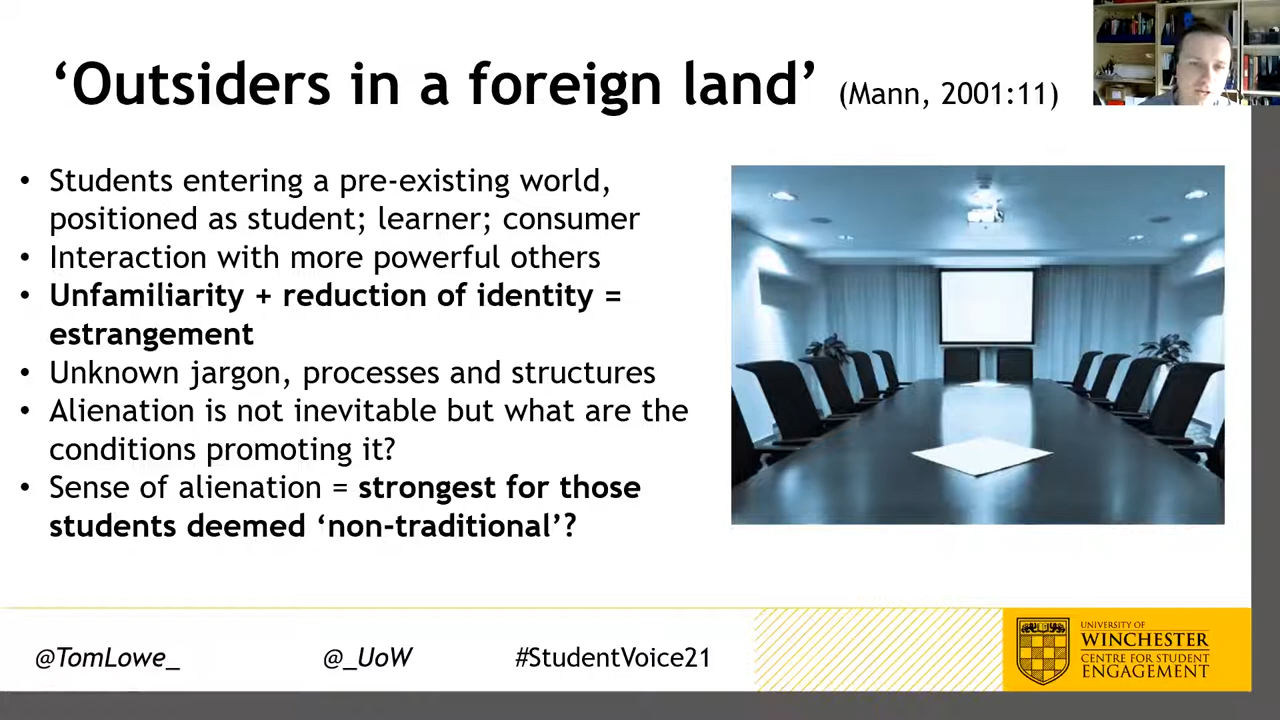 ‘Outsiders in a foreign land’ (Mann, 2001:11)
• Students entering a pre-existing world,
positioned as student; learner; consumer
• Interaction with more powerful others
• Unfamiliarity + reduction of identity =
estrangement
• Unknown jargon, processes and structures
• Alienation is not inevitable but what are the
conditions promoting it?
• Sense of alienation = strongest for those
students deemed ‘non-traditional’?
@TomLowe_ @_UoW #StudentVoice21
UNIVERSITY OF
WINCHESTER
CENTRE FOR STUDENT
ENGAGEMENT